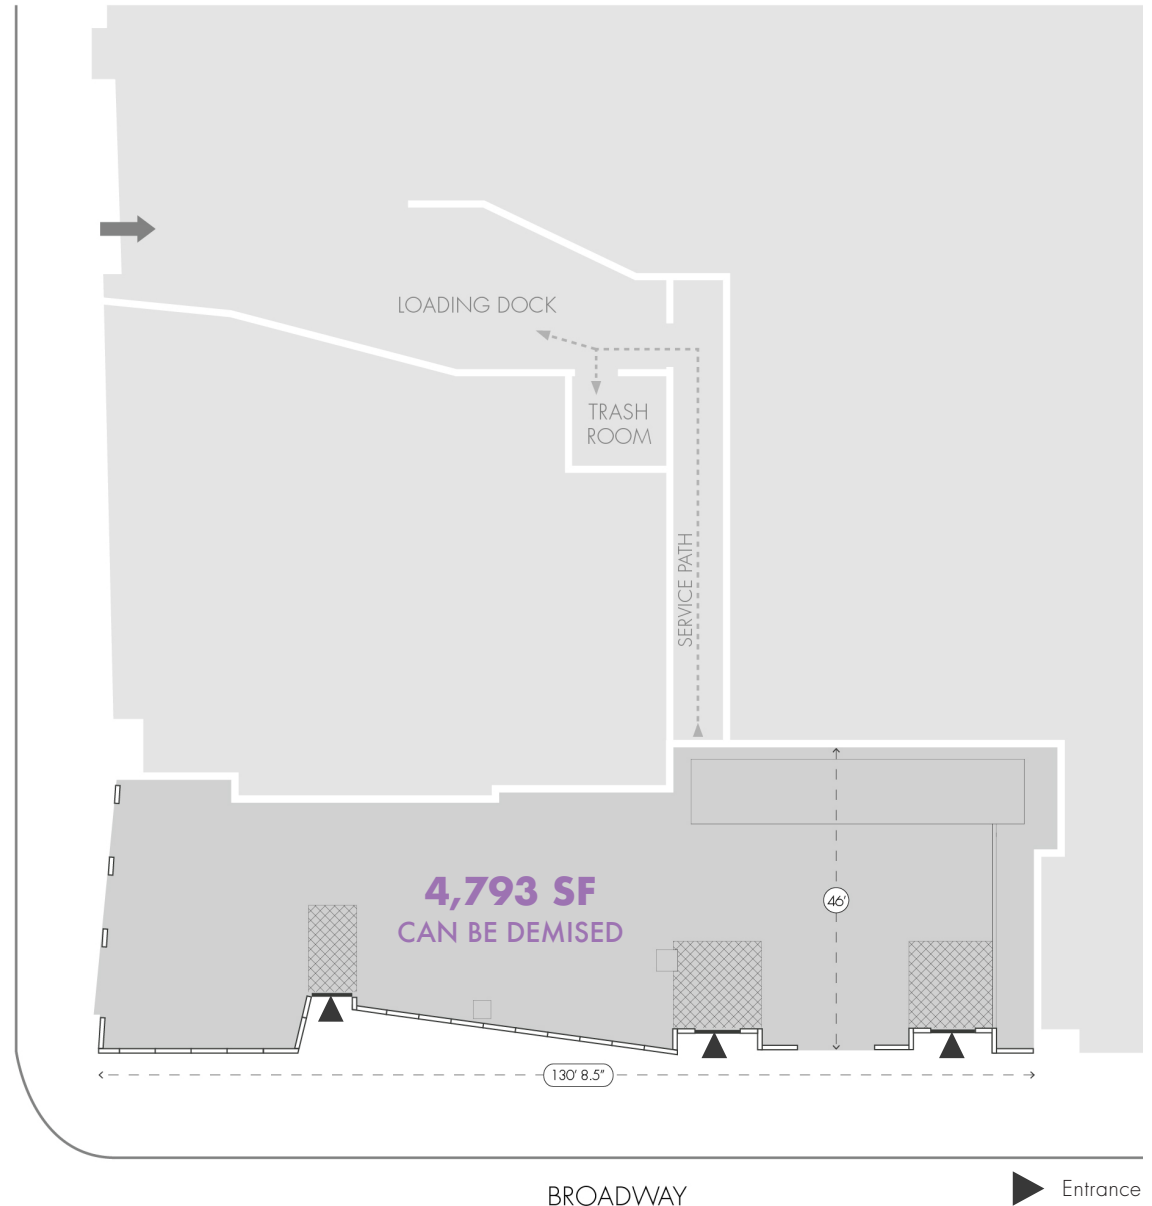 LOADING DOCK
TRASH
ROOM
SERVICE PATH
4,793 SF
CAN BE DEMISED
46'
130' 8.5"
BROADWAY
Entrance